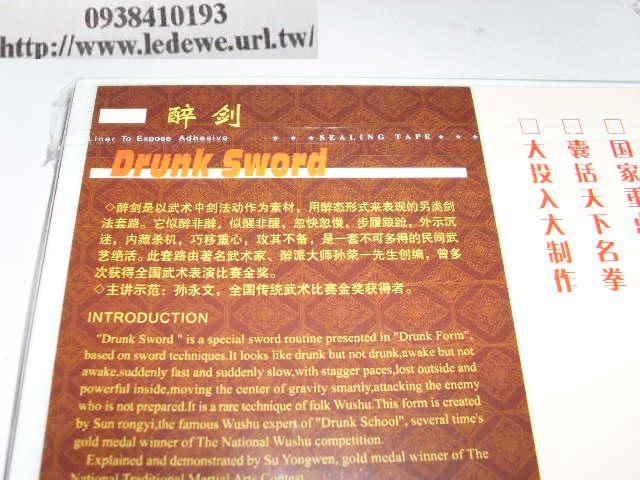 0938410193
http://www.ledewe.url.tw/
醉剑
Liner To Expose Adhesive * * *SEALING TAPE* * *
Drunk Sword
◇醉剑是以武术中剑法动作为素材，用醉态形式来表现的另类剑
法套路。它似醉非醉，似醒非醒，忽快忽慢，步履踉跄，外示沉
迷，内藏杀机，巧移重心，攻其不备，是一套不可多得的民间武
艺绝活。此套路由著名武术家、醉派大师孙荣一先生创编，曾多
次获得全国武术表演比赛金奖。
◇主讲示范：孙永文，全国传统武术比赛金奖获得者。
INTRODUCTION
"Drunk Sword " is a special sword routine presented in "Drunk Form",
based on sword techniques.It looks like drunk but not drunk,awake but not
awake,suddenly fast and suddenly slow,with stagger paces,lost outside and
powerful inside,moving the center of gravity smartly,attacking the enemy
who is not prepared.It is a rare technique of folk Wushu.This form is created
by Sun rongyi,the famous Wushu expert of "Drunk School", several time's
gold medal winner of The National Wushu competition.
Explained and demonstrated by Su Yongwen, gold medal winner of The
National Traditional Martial Arts Contest.
□国家重点
□囊括天下名拳
□大投入大制作